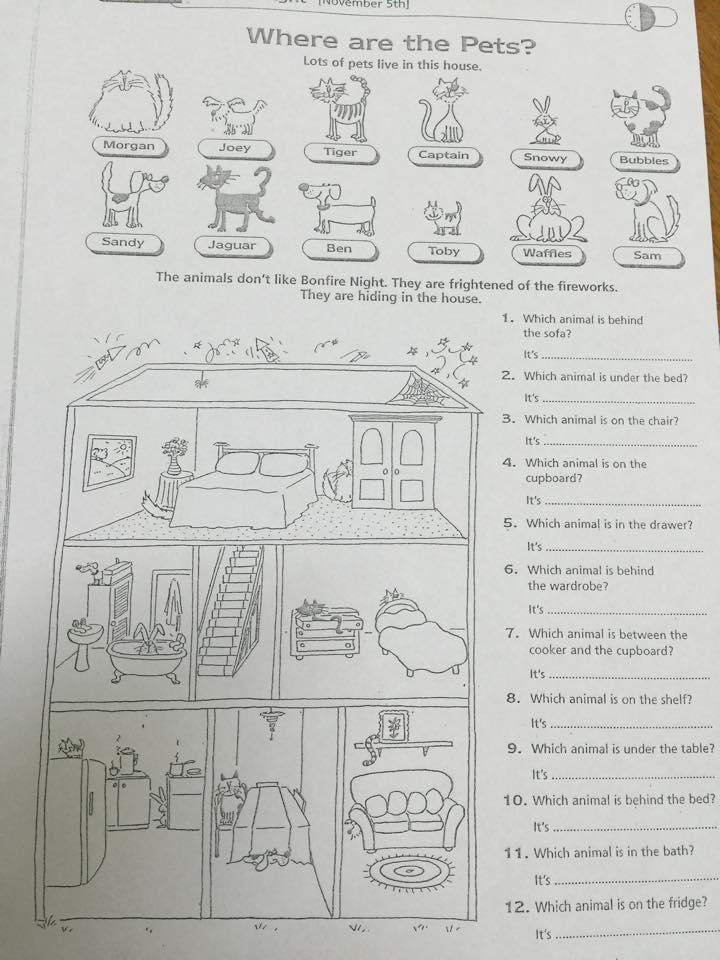 [November 5th]
Where are the Pets?
Lots of pets live in this house.
Morgan
Joey
Tiger
Captain
Snowy
Bubbles
Sandy
Jaguar
Ben
Toby
Waffles
Sam
The animals don't like Bonfire Night. They are frightened of the fireworks.
They are hiding in the house.
1. Which animal is behind
the sofa?
It's
2. Which animal is under the bed?
It's
3. Which animal is on the chair?
It's
4. Which animal is on the
cupboard?
It's
5. Which animal is in the drawer?
It's
6. Which animal is behind
the wardrobe?
It's
7. Which animal is between the
cooker and the cupboard?
It's
8. Which animal is on the shelf?
It's
9. Which animal is under the table?
It's
10. Which animal is behind the bed?
It's
11. Which animal is in the bath?
It's
12. Which animal is on the fridge?
It's